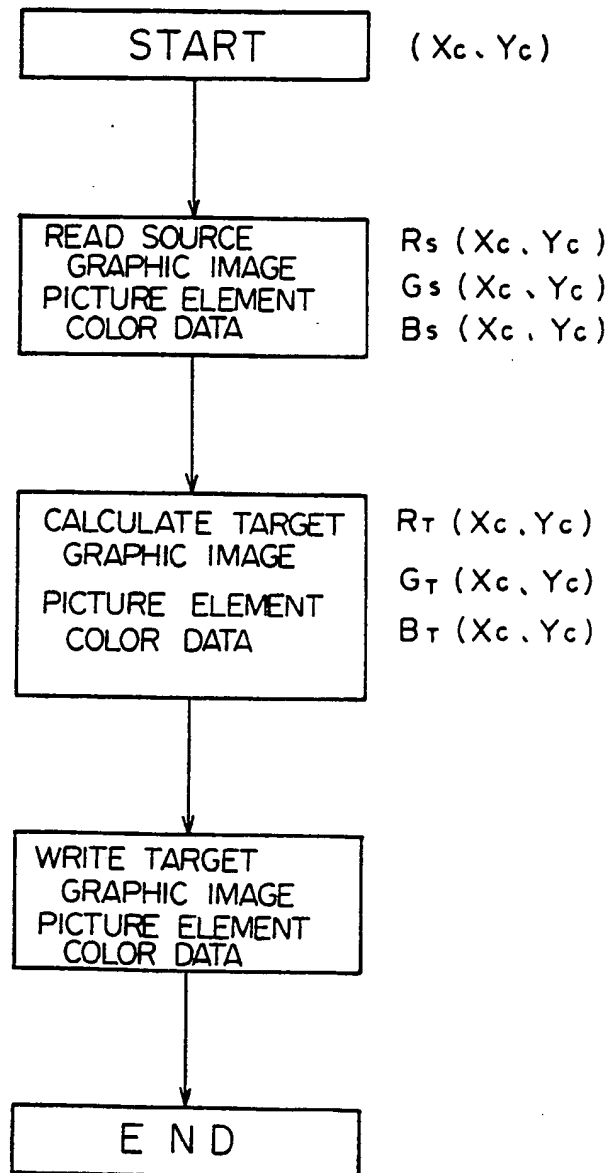 START
(Xc、Yc)
READ SOURCE
GRAPHIC IMAGE
PICTURE ELEMENT
COLOR DATA
Rs (Xc、Yc)
Gs (Xc、Yc)
Bs (Xc、Yc)
CALCULATE TARGET
GRAPHIC IMAGE
PICTURE ELEMENT
COLOR DATA
RT (Xc、Yc)
GT (Xc、Yc)
BT (Xc、Yc)
WRITE TARGET
GRAPHIC IMAGE
PICTURE ELEMENT
COLOR DATA
END